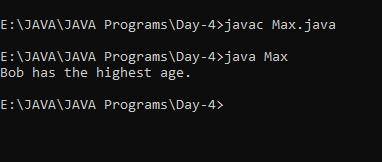 E:\JAVA\JAVA Programs\Day-4>javac Max.java
E:\JAVA\JAVA Programs\Day-4>java Max
Bob has the highest age.
E:\JAVA\JAVA Programs\Day-4>